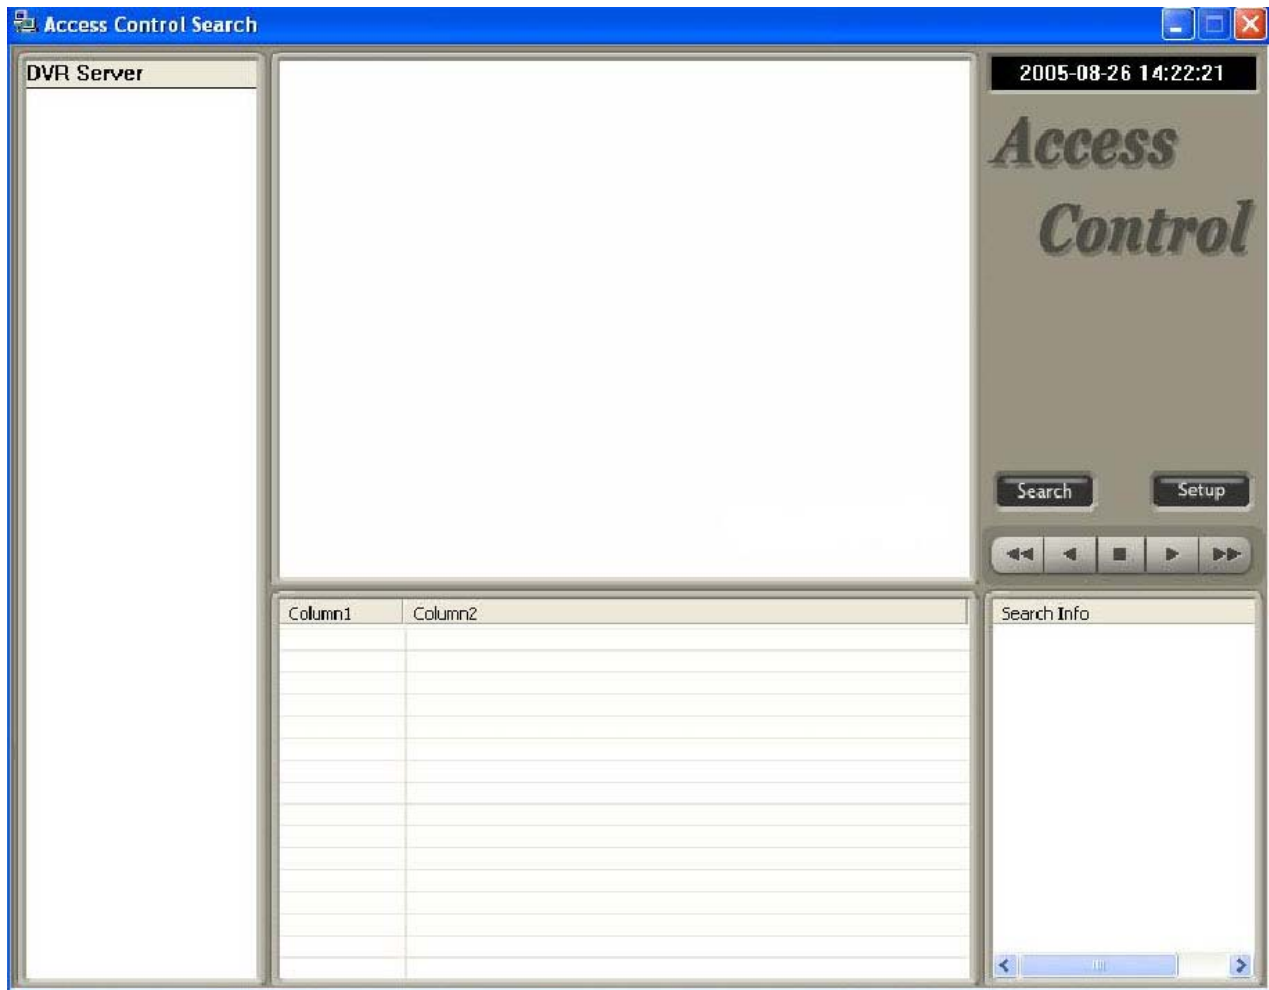 Access Control Search
DVR Server
2005-08-26 14:22:21
Access
Control
Search
Setup
Column1
Column2
Search Info